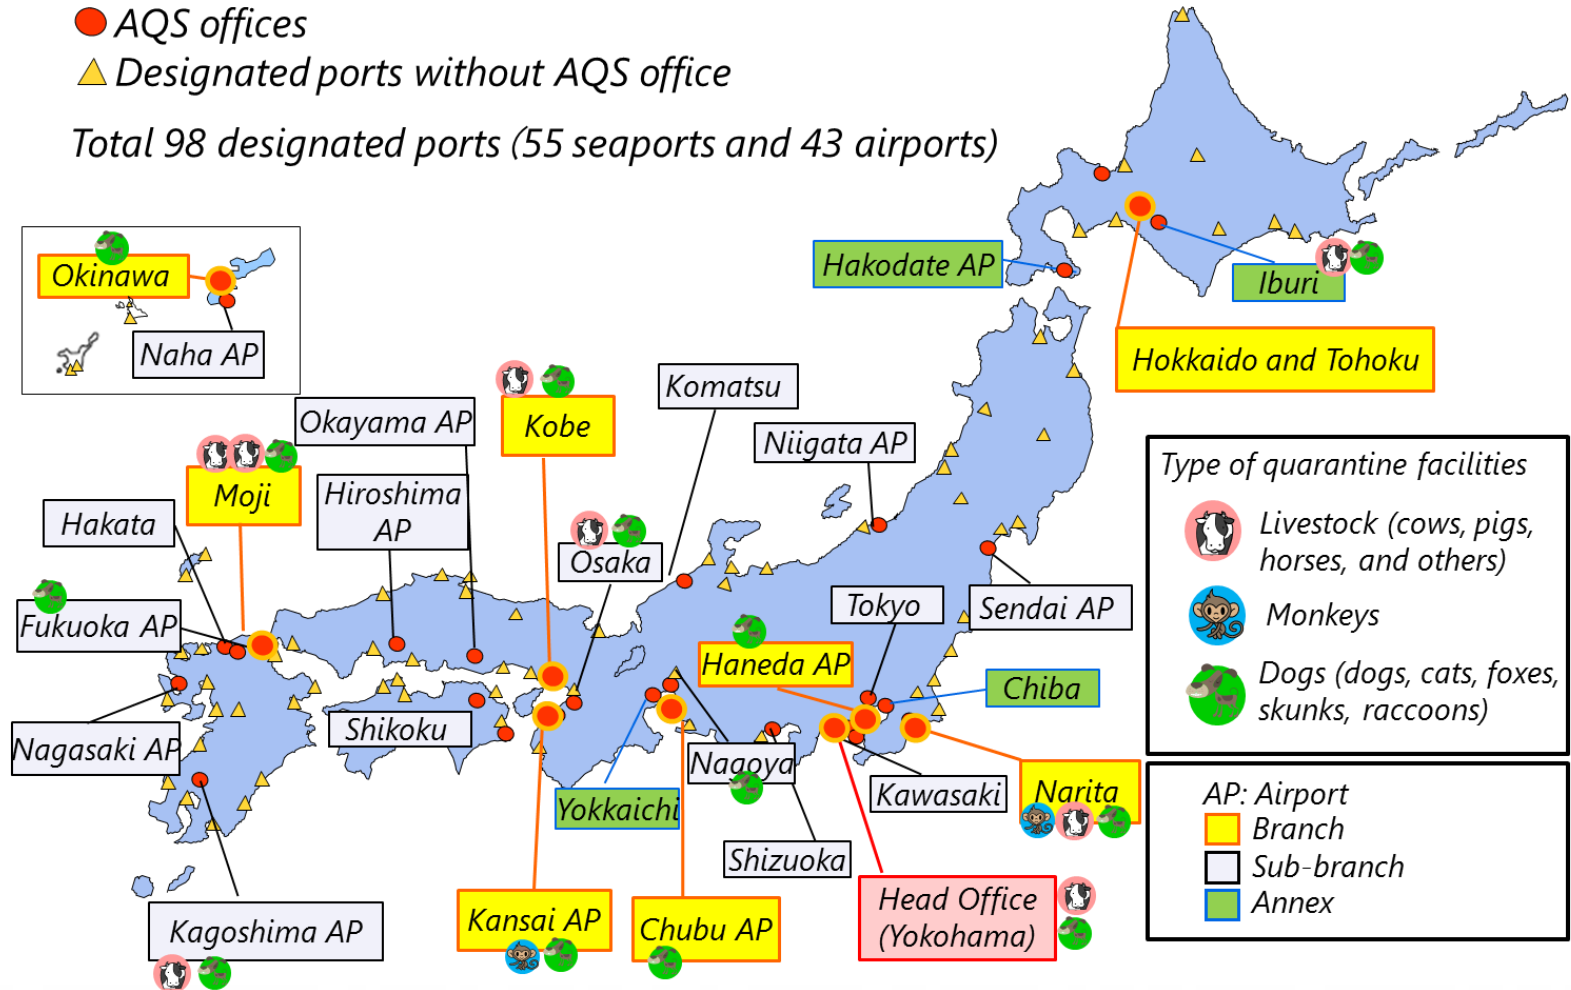 AQS offices
Designated ports without AQS office
Total 98 designated ports (55 seaports and 43 airports)
Okinawa
Naha AP
Hakodate AP
Iburi
Hokkaido and Tohoku
Komatsu
Okayama AP
Kobe
Niigata AP
Moji
Hiroshima
AP
Hakata
Osaka
Fukuoka AP
Tokyo
Sendai AP
Haneda AP
Chiba
Shikoku
Nagasaki AP
Nagoya
Yokkaichi
Kawasaki
Narita
Shizuoka
Kagoshima AP
Kansai AP
Chubu AP
Head Office
(Yokohama)
Type of quarantine facilities
Livestock (cows, pigs,
horses, and others)
Monkeys
Dogs (dogs, cats, foxes,
skunks, raccoons)
AP: Airport
Branch
Sub-branch
Annex